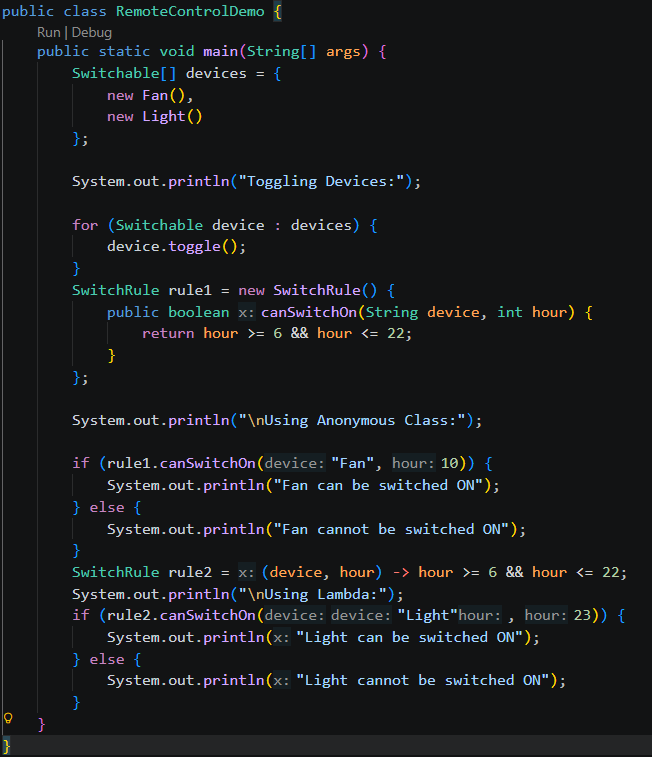 public class RemoteControlDemo {
Run | Debug
public static void main(String[] args) {
Switchable[] devices = {
new Fan(),
new Light()
};
System.out.println("Toggling Devices:");
for (Switchable device : devices) {
device.toggle();
}
SwitchRule rule1 = new SwitchRule() {
public boolean x: canSwitchOn(String device, int hour) {
return hour >= 6 && hour <= 22;
}
};
System.out.println("\nUsing Anonymous Class:");
if (rule1.canSwitchOn(device: "Fan", hour: 10)) {
System.out.println("Fan can be switched ON");
} else {
System.out.println("Fan cannot be switched ON");
}
SwitchRule rule2 = x: (device, hour) -> hour >= 6 && hour <= 22;
System.out.println("\nUsing Lambda:");
if (rule2.canSwitchOn(device: device: "Light" hour: , hour: 23)) {
System.out.println(x: "Light can be switched ON");
} else {
System.out.println(x: "Light cannot be switched ON");
}
}
}